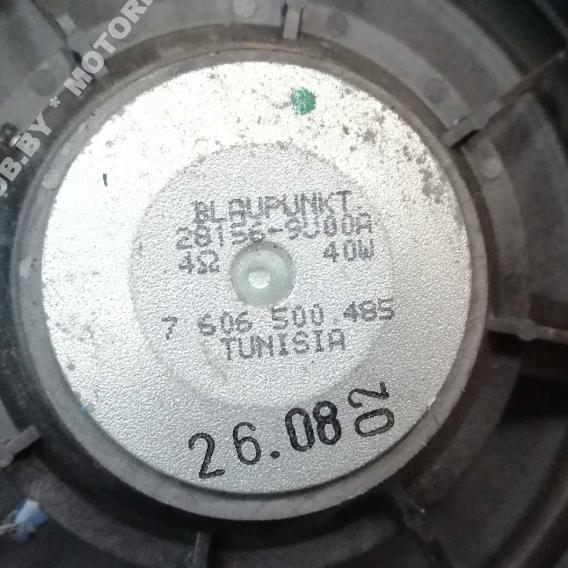 BLAUPUNKT.
28156-9U00A
4Ω 40W
7 606 500 485
TUNISIA
26.08 02